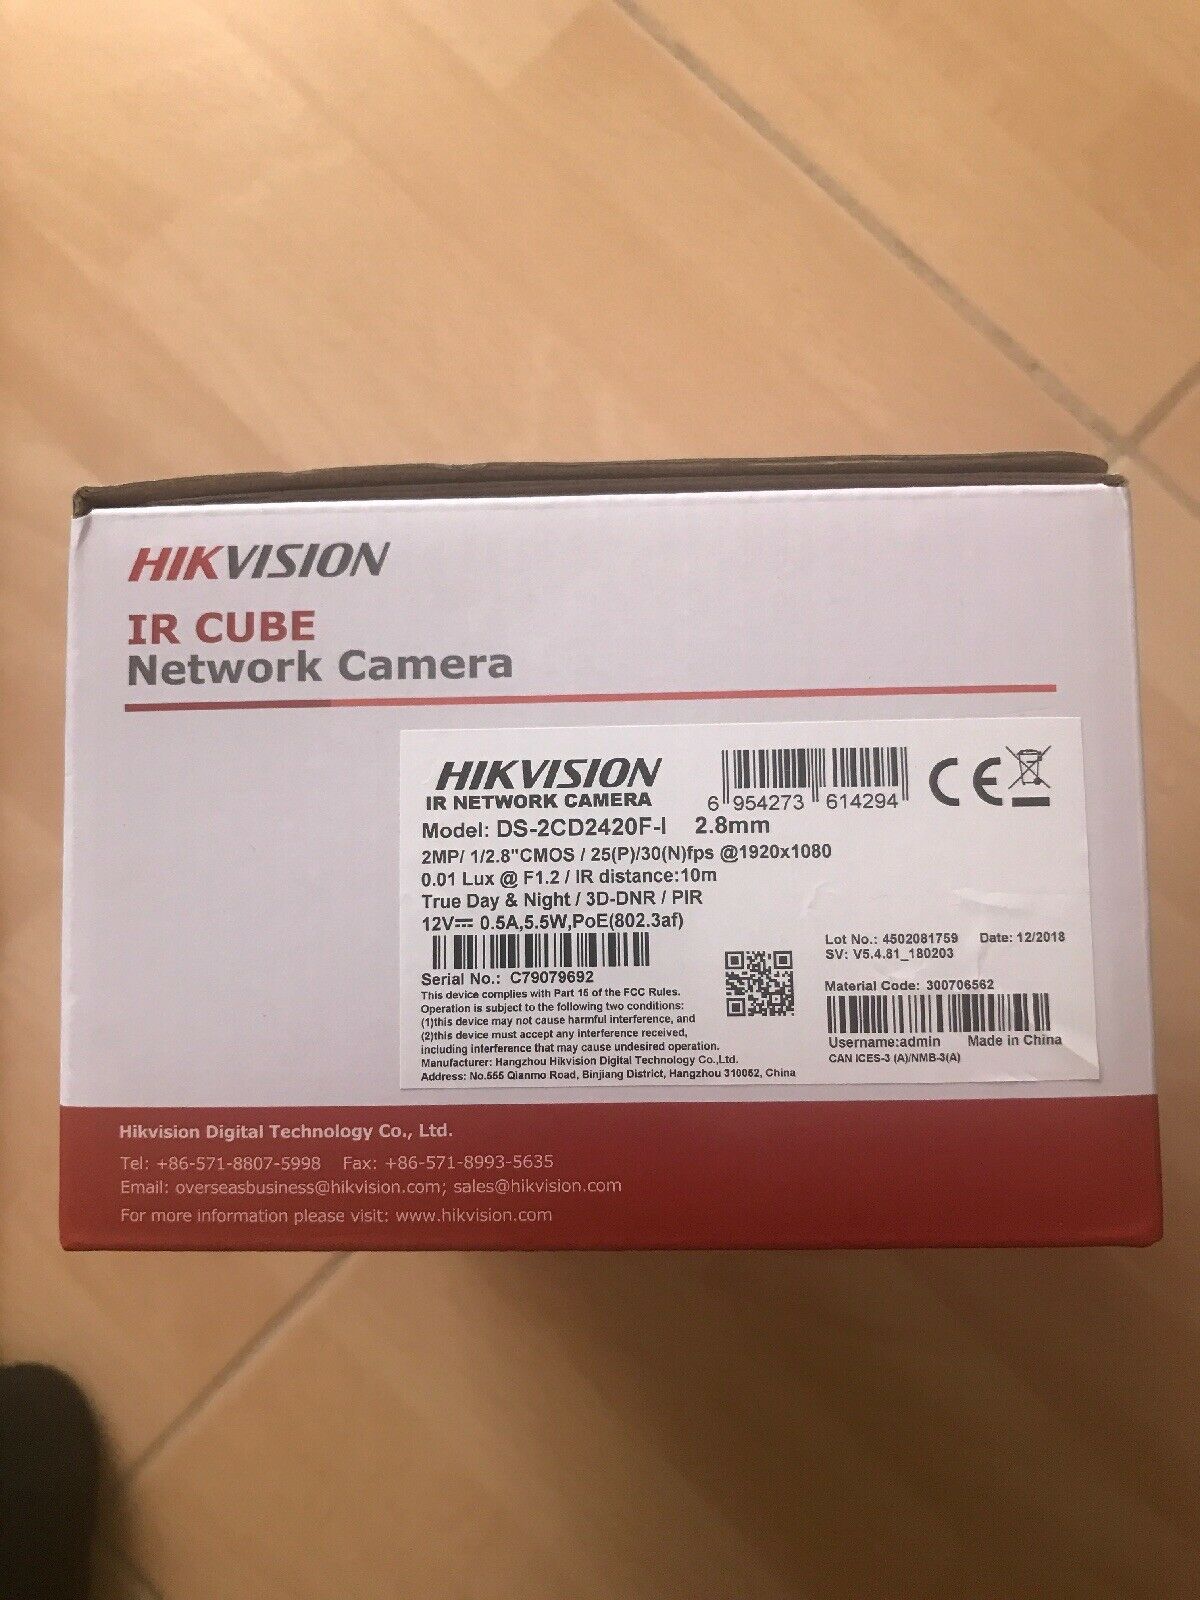 HIKVISION
IR CUBE
Network Camera
HIKVISION
IR NETWORK CAMERA
6 954273 614294
CE
Model: DS-2CD2420F-I 2.8mm
2MP/ 1/2.8"CMOS / 25(P)/30(N)fps @1920x1080
0.01 Lux @ F1.2 / IR distance:10m
True Day & Night / 3D-DNR / PIR
12V⎓ 0.5A,5.5W,PoE(802.3af)
Serial No.: C79079692
This device complies with Part 15 of the FCC Rules.
Operation is subject to the following two conditions:
(1)this device may not cause harmful interference, and
(2)this device must accept any interference received,
including interference that may cause undesired operation.
Manufacturer: Hangzhou Hikvision Digital Technology Co.,Ltd.
Address: No.555 Qianmo Road, Binjiang District, Hangzhou 310052, China
Lot No.: 4502081759 Date: 12/2018
SV: V5.4.81_180203
Material Code: 300706562
Username:admin Made in China
CAN ICES-3 (A)/NMB-3(A)
Hikvision Digital Technology Co., Ltd.
Tel: +86-571-8807-5998 Fax: +86-571-8993-5635
Email: overseasbusiness@hikvision.com; sales@hikvision.com
For more information please visit: www.hikvision.com